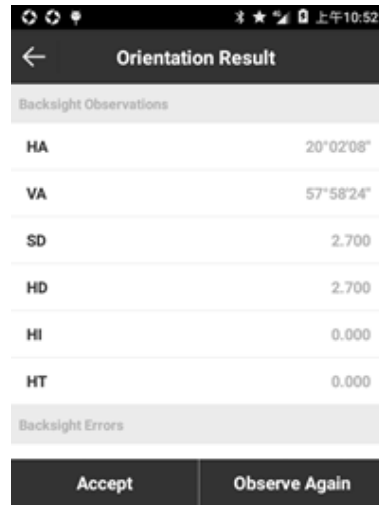 上午10:52
Orientation Result
Backsight Observations
HA 20°02'08"
VA 57°58'24"
SD 2.700
HD 2.700
HI 0.000
HT 0.000
Backsight Errors
Accept Observe Again